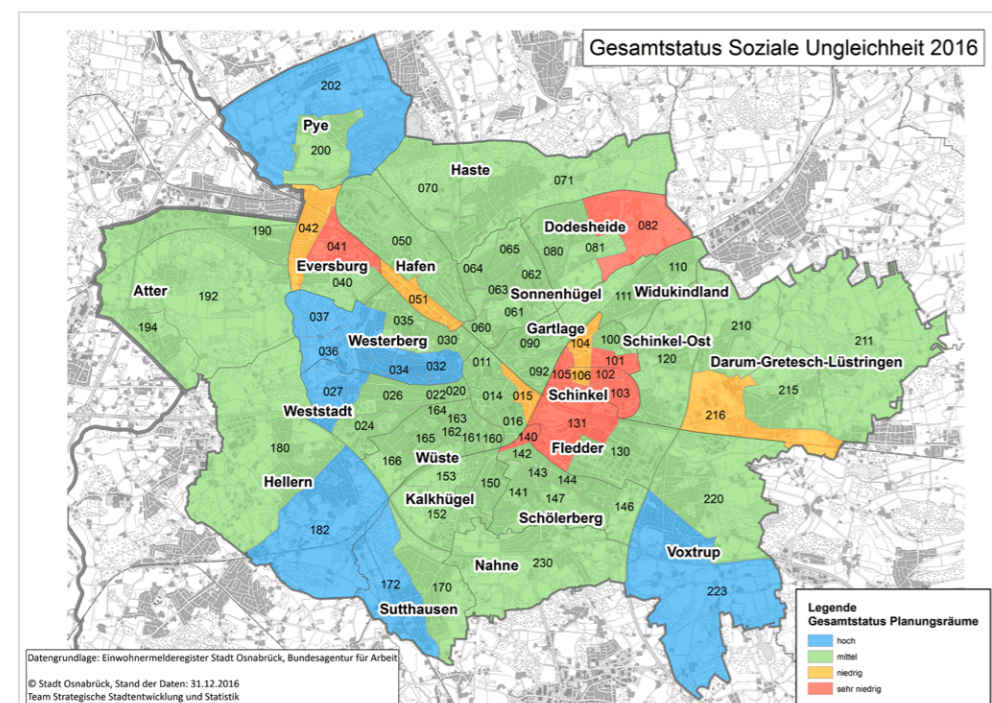 Gesamtstatus Soziale Ungleichheit 2016
202
Pye
200
Haste
071
070
Dodesheide
082
190
042
041
050
065
080
081
Eversburg
Hafen
064
062
110
040
063
Sonnenhügel
111
Widukindland
Atter
192
051
061
037
035
060
Gartlage
210
194
Westerberg
030
090
104
100
Schinkel-Ost
211
036
011
101
120
Darum-Gretesch-Lüstringen
034
032
092
105
106
102
027
026
022
020
014
015
Schinkel
103
215
Weststadt
164
163
016
131
216
024
162
165
161
160
140
Fledder
180
166
Wüste
142
130
Hellern
153
150
143
144
Kalkhügel
141
147
146
220
152
Schölerberg
182
Voxtrup
Nahne
230
172
170
223
Sutthausen
Legende
Gesamtstatus Planungsräume
hoch
mittel
niedrig
sehr niedrig
Datengrundlage: Einwohnermelderegister Stadt Osnabrück, Bundesagentur für Arbeit
© Stadt Osnabrück, Stand der Daten: 31.12.2016
Team Strategische Stadtentwicklung und Statistik